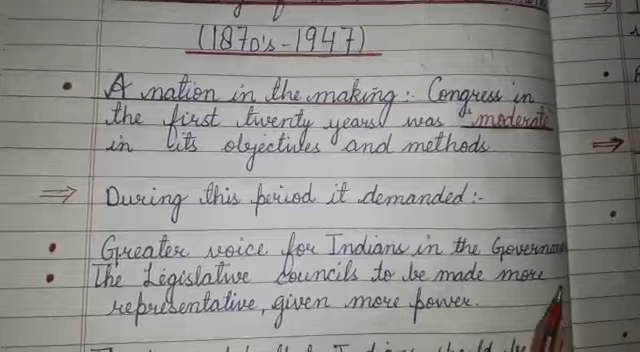 (1870's - 1947)
• A nation in the making :- Congress in
the first twenty years was "moderate"
in its objectives and methods.
⇒ During this period it demanded :-
• Greater voice for Indians in the
• The Legislative councils to be made more
representative, given more power.